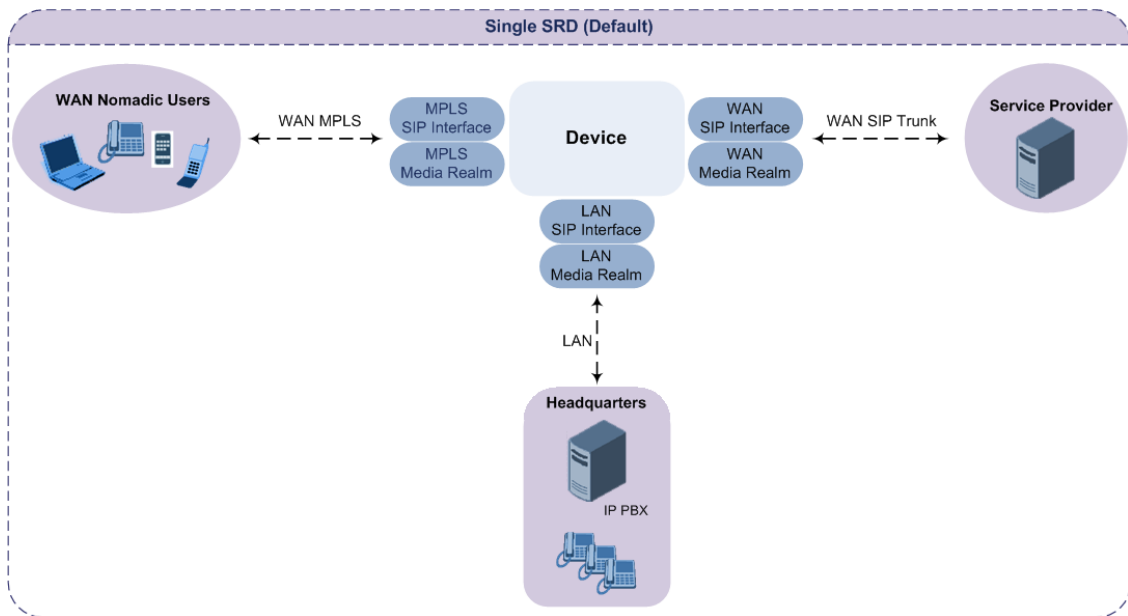 Single SRD (Default)
WAN Nomadic Users
WAN MPLS
MPLS
SIP Interface
MPLS
Media Realm
Device
WAN
SIP Interface
WAN
Media Realm
WAN SIP Trunk
Service Provider
LAN
SIP Interface
LAN
Media Realm
LAN
Headquarters
IP PBX